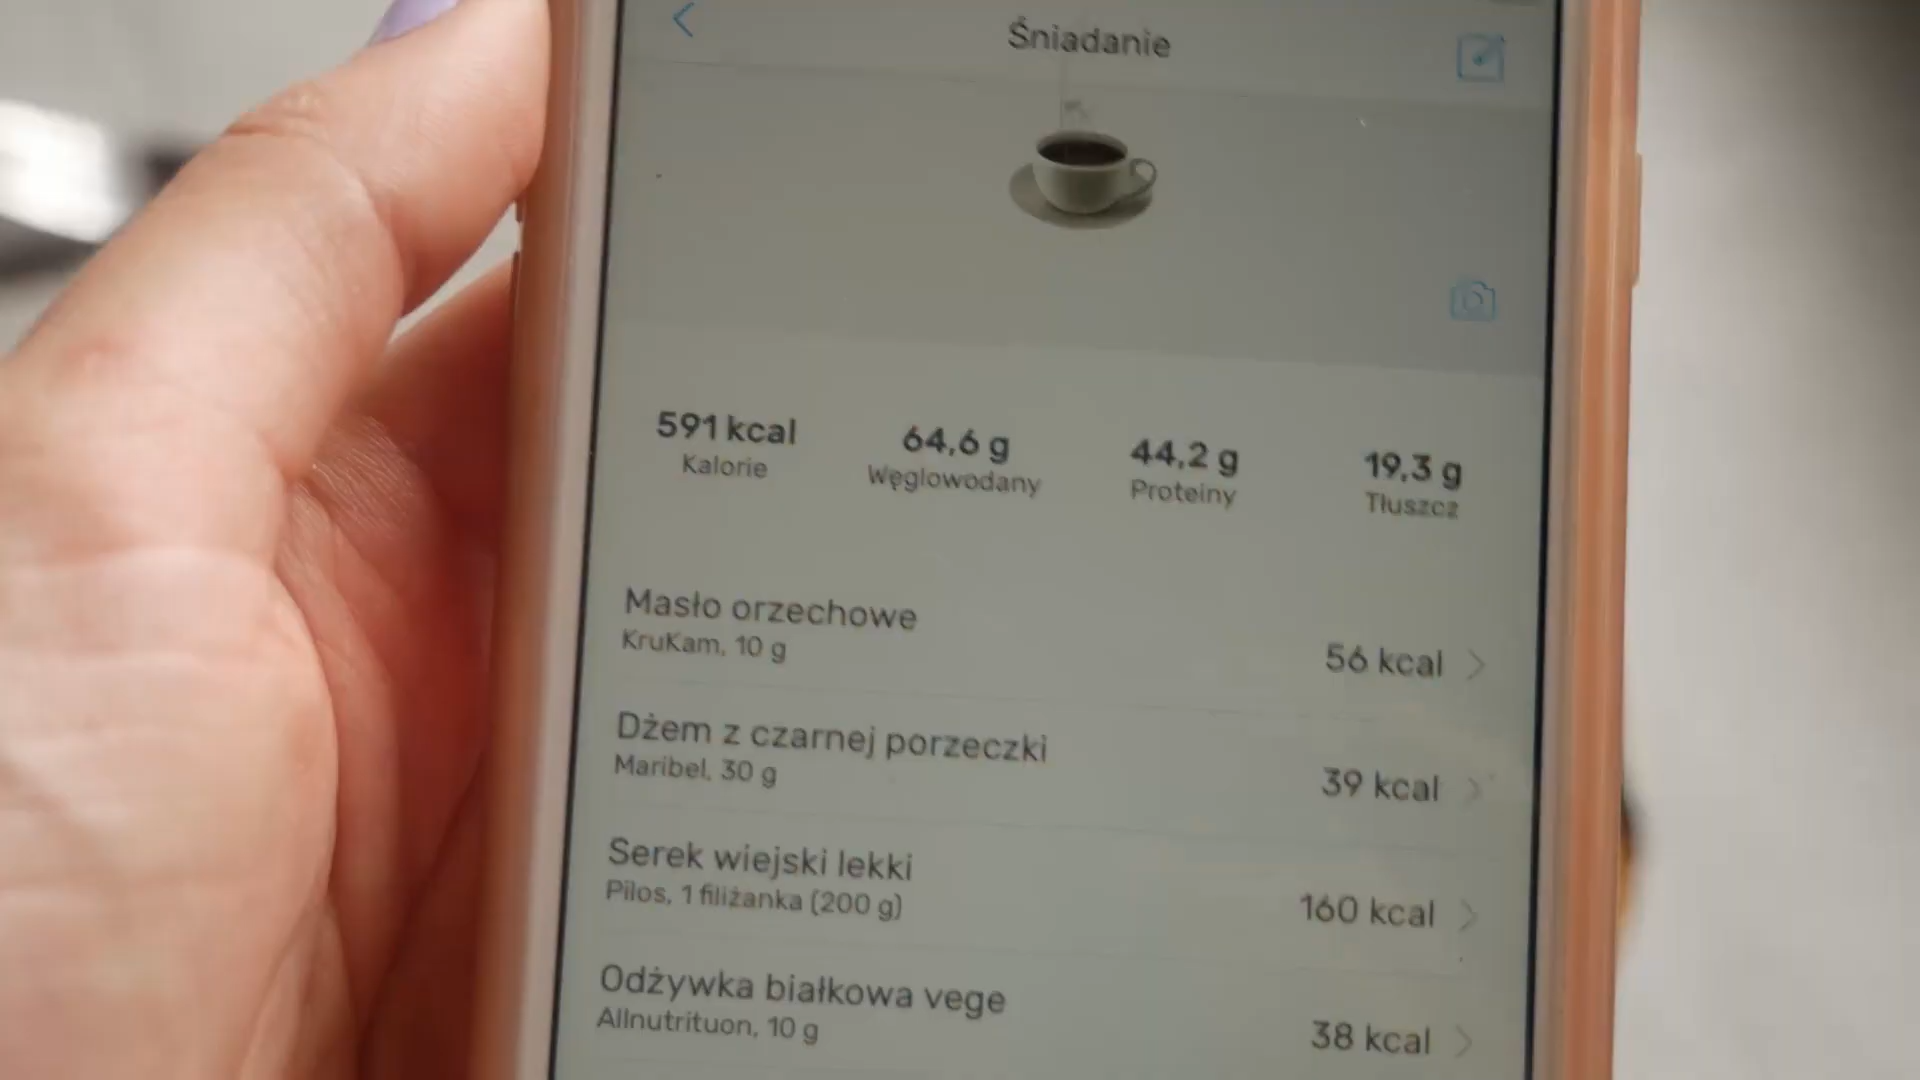 Śniadanie
591 kcal 64,6 g 44,2 g 19,3 g
Kalorie Węglowodany Proteiny Tłuszcz
Masło orzechowe
KruKam, 10 g
56 kcal
Dżem z czarnej porzeczki
Maribel, 30 g
39 kcal
Serek wiejski lekki
Pilos, 1 filiżanka (200 g)
160 kcal
Odżywka białkowa vege
Allnutrituon, 10 g
38 kcal